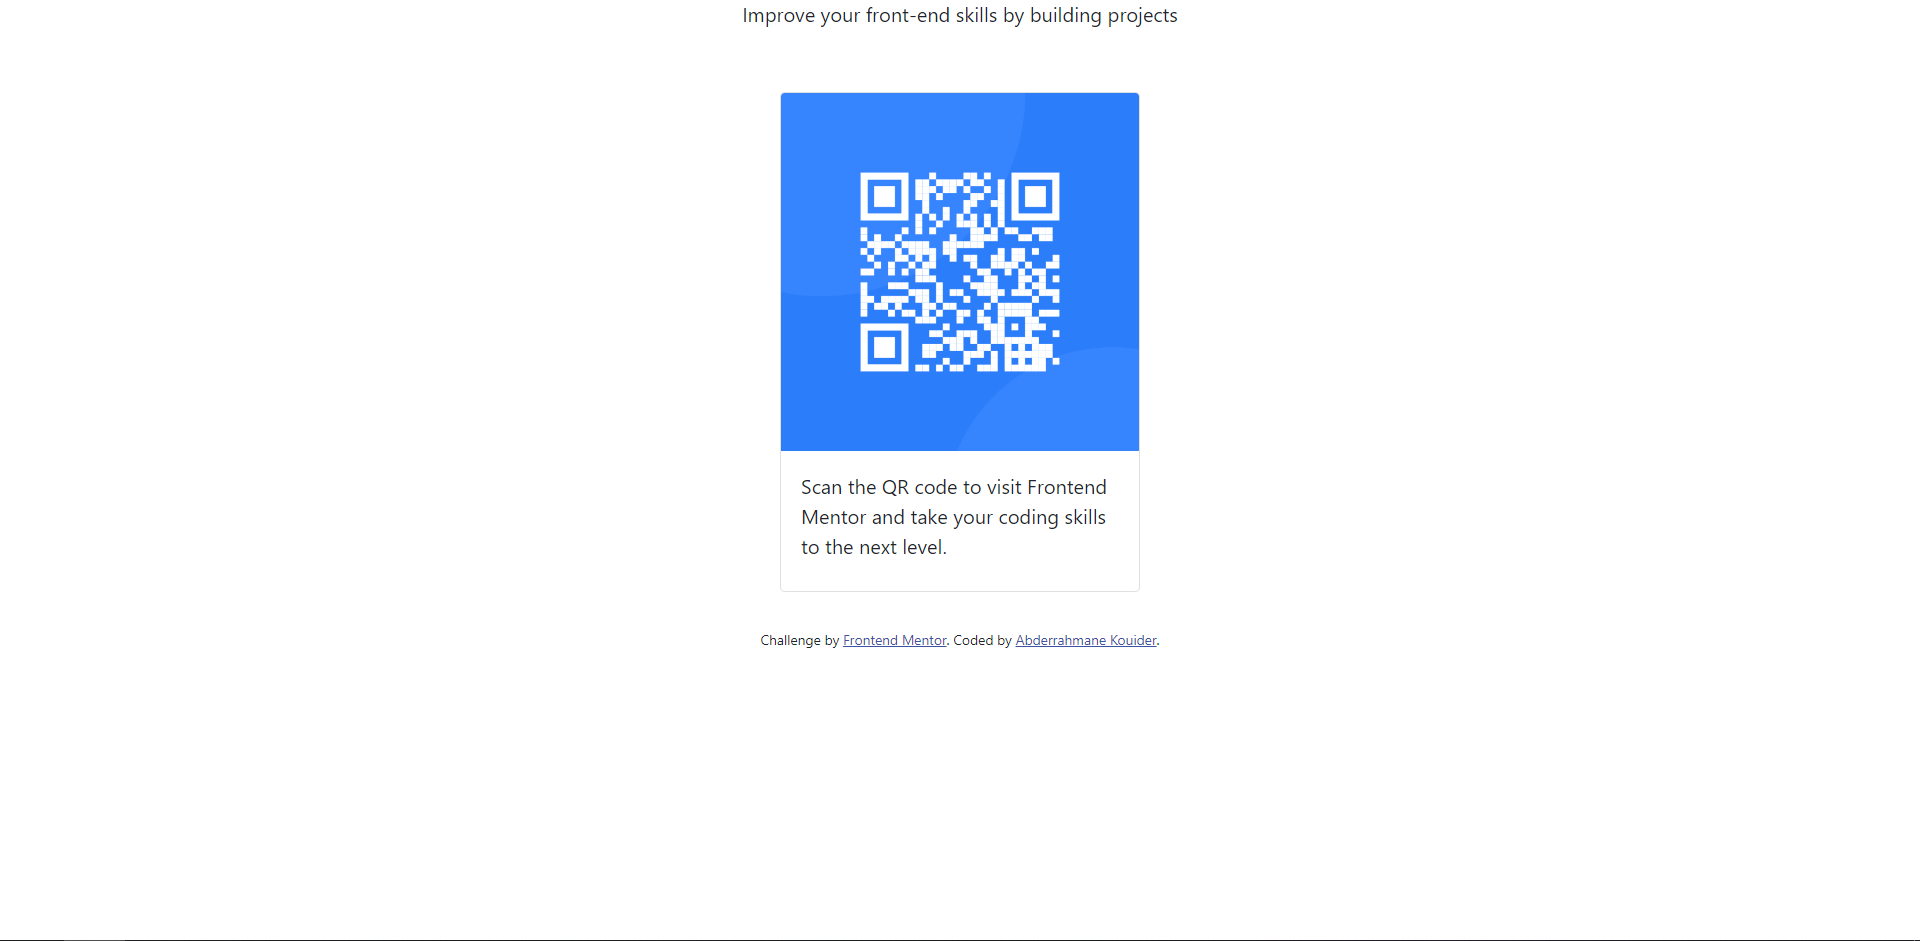 Improve your front-end skills by building projects
Scan the QR code to visit Frontend
Mentor and take your coding skills
to the next level.
Challenge by Frontend Mentor. Coded by Abderrahmane Kouider.